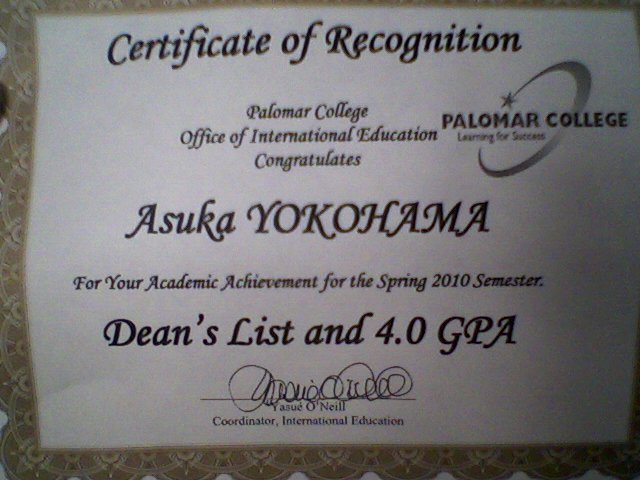 Certificate of Recognition
Palomar College
Office of International Education
Congratulates
PALOMAR COLLEGE
Learning for Success
Asuka YOKOHAMA
For Your Academic Achievement for the Spring 2010 Semester.
Dean's List and 4.0 GPA
Yasue O'Neill
Coordinator, International Education